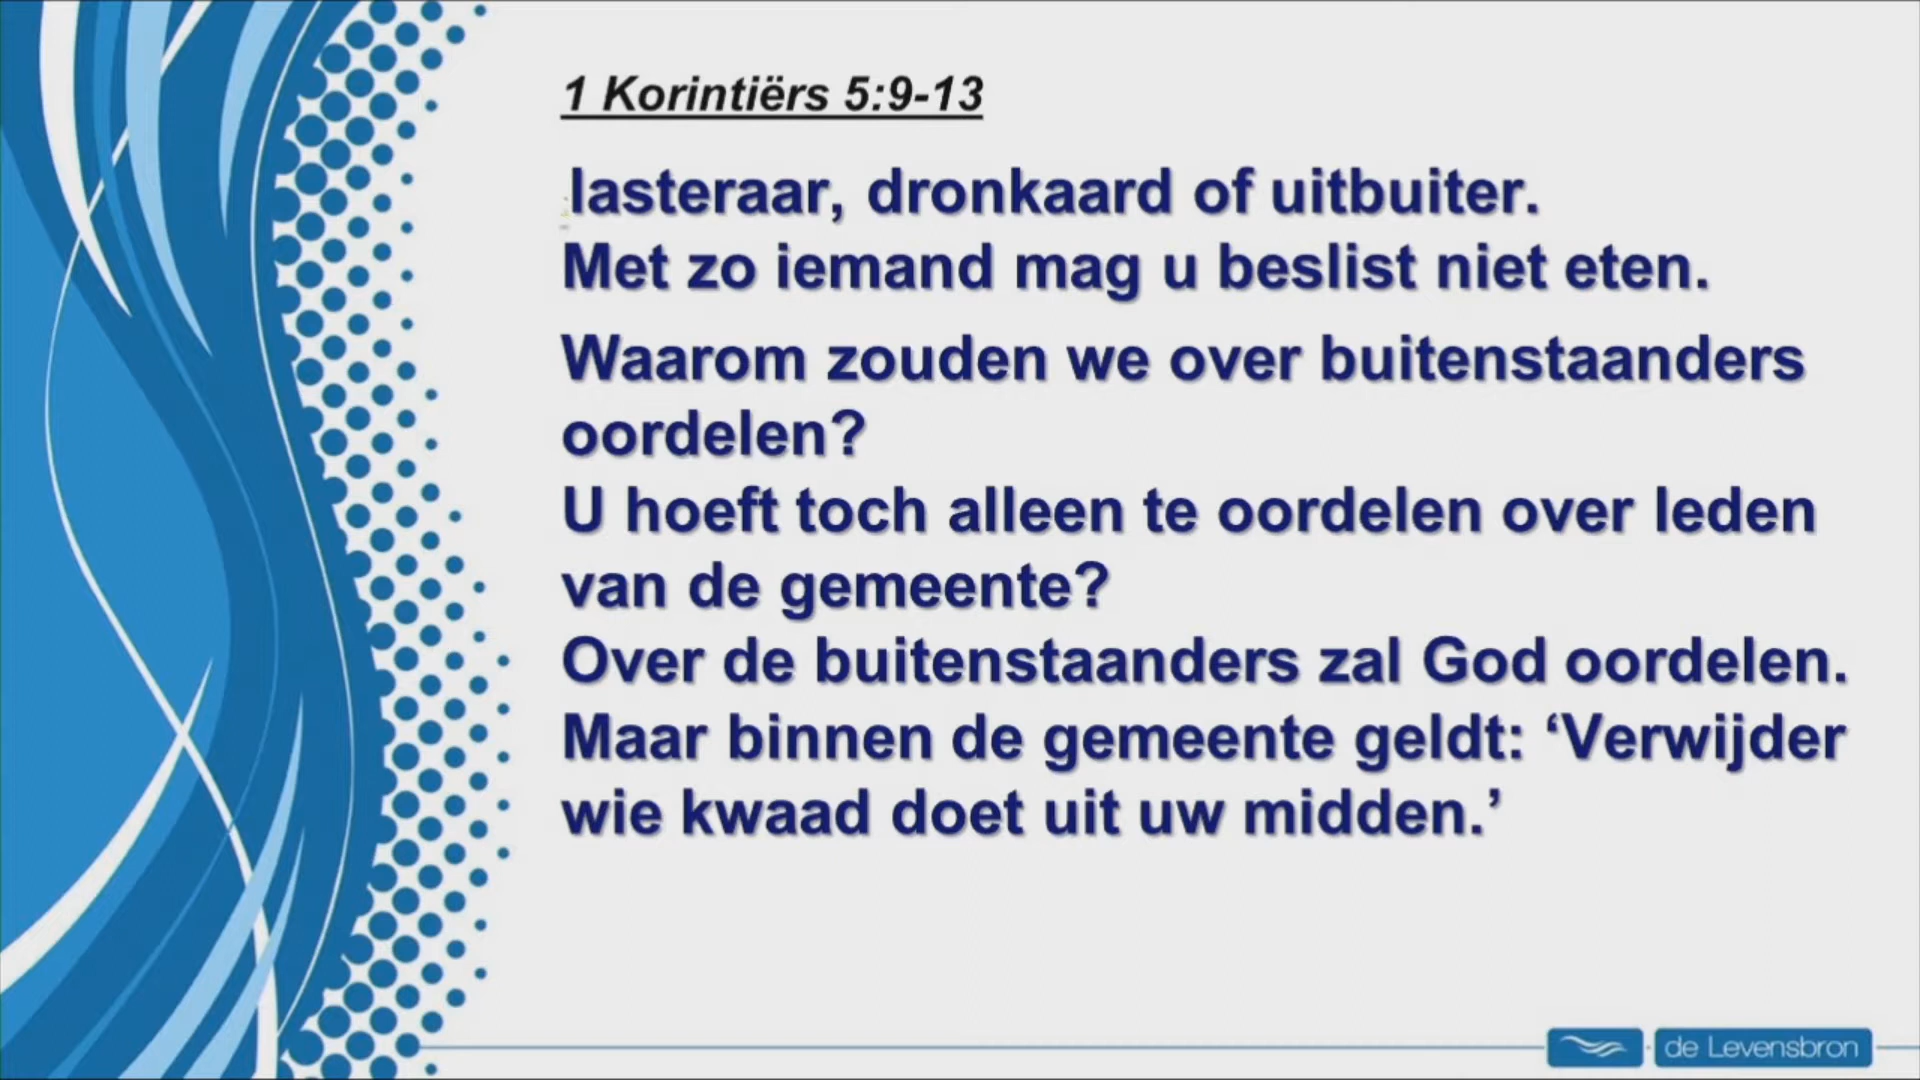 1 Korintiërs 5:9-13
lasteraar, dronkaard of uitbuiter.
Met zo iemand mag u beslist niet eten.
Waarom zouden we over buitenstaanders
oordelen?
U hoeft toch alleen te oordelen over leden
van de gemeente?
Over de buitenstaanders zal God oordelen.
Maar binnen de gemeente geldt: ‘Verwijder
wie kwaad doet uit uw midden.’
de Levensbron